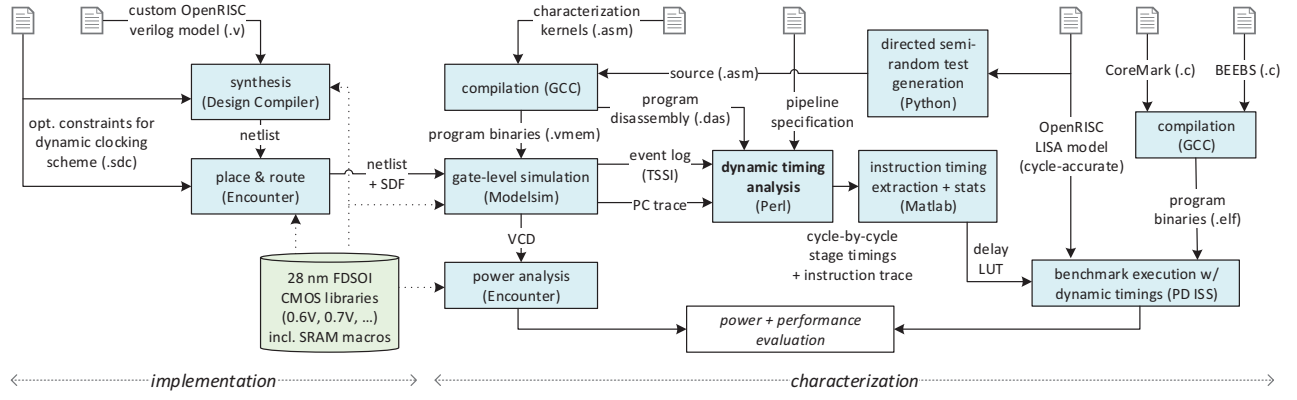 custom OpenRISC
verilog model (.v)
synthesis
(Design Compiler)
opt. constraints for
dynamic clocking
scheme (.sdc)
netlist
place & route
(Encounter)
netlist
+ SDF
28 nm FDSOI
CMOS libraries
(0.6V, 0.7V, ...)
incl. SRAM macros
characterization
kernels (.asm)
compilation (GCC)
source (.asm)
program
disassembly (.das)
program binaries (.vmem)
gate-level simulation
(Modelsim)
event log
(TSSI)
PC trace
VCD
power analysis
(Encounter)
pipeline
specification
dynamic timing
analysis
(Perl)
directed semi-
random test
generation
(Python)
instruction timing
extraction + stats
(Matlab)
cycle-by-cycle
stage timings
+ instruction trace
delay
LUT
OpenRISC
LISA model
(cycle-accurate)
CoreMark (.c)
BEEBS (.c)
compilation
(GCC)
program
binaries (.elf)
benchmark execution w/
dynamic timings (PD ISS)
power + performance
evaluation
implementation
characterization